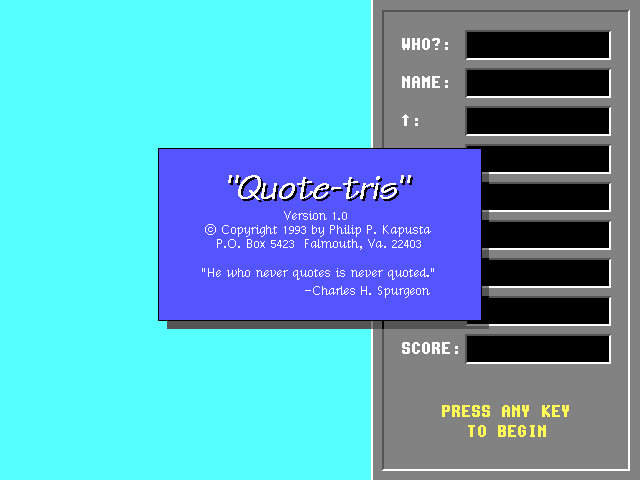 WHO?:
NAME:
↑:
"Quote-tris"
Version 1.0
© Copyright 1993 by Philip P. Kapusta
P.O. Box 5423 Falmouth, Va. 22403
"He who never quotes is never quoted."
-Charles H. Spurgeon
SCORE:
PRESS ANY KEY
TO BEGIN